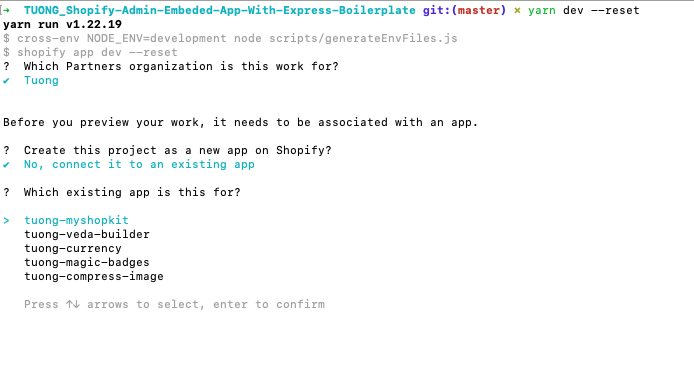 → TUONG_Shopify-Admin-Embeded-App-With-Express-Boilerplate git:(master) × yarn dev --reset
yarn run v1.22.19
$ cross-env NODE_ENV=development node scripts/generateEnvFiles.js
$ shopify app dev --reset
? Which Partners organization is this work for?
✔ Tuong
Before you preview your work, it needs to be associated with an app.
? Create this project as a new app on Shopify?
✔ No, connect it to an existing app
? Which existing app is this for?
> tuong-myshopkit
tuong-veda-builder
tuong-currency
tuong-magic-badges
tuong-compress-image
Press ↑↓ arrows to select, enter to confirm